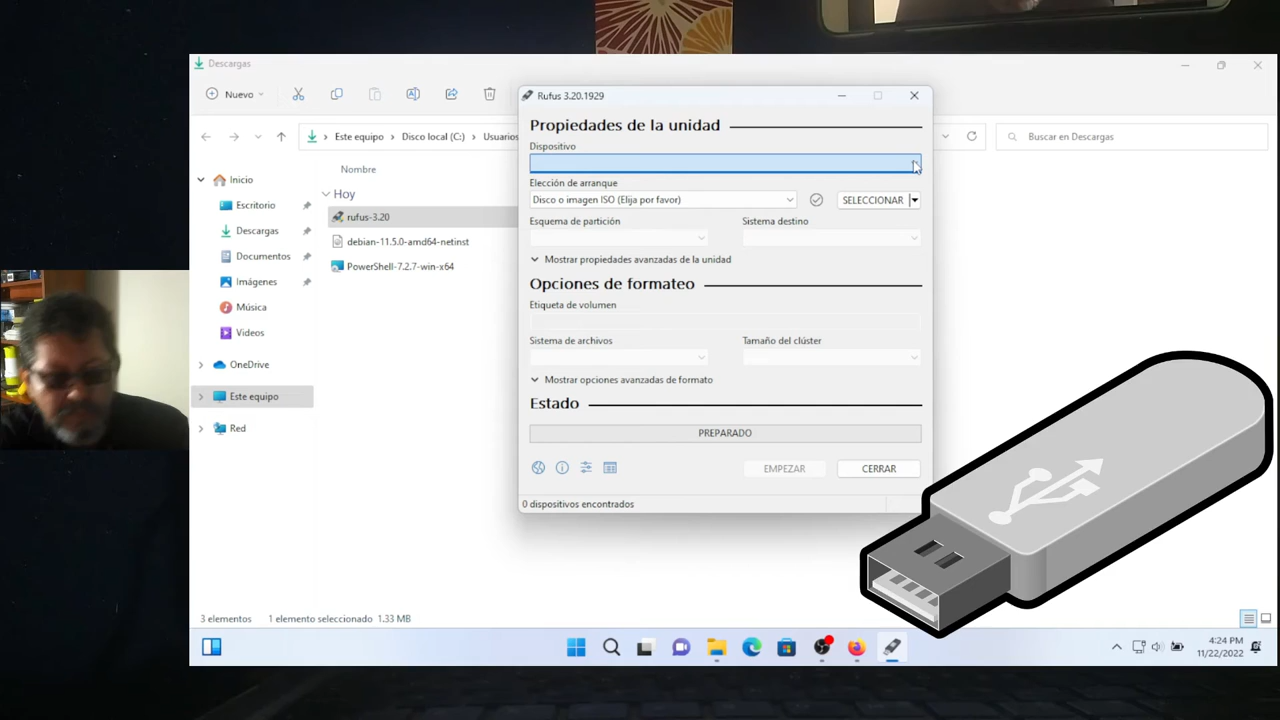 Descargas
Nuevo
Este equipo > Disco local (C:) > Usuarios
Buscar en Descargas
Inicio
Escritorio
Descargas
Documentos
Imágenes
Música
Videos
OneDrive
Este equipo
Red
Nombre
Hoy
rufus-3.20
debian-11.5.0-amd64-netinst
PowerShell-7.2.7-win-x64
Rufus 3.20.1929
Propiedades de la unidad
Dispositivo
Elección de arranque
Disco o imagen ISO (Elija por favor)
SELECCIONAR
Esquema de partición
Sistema destino
Mostrar propiedades avanzadas de la unidad
Opciones de formateo
Etiqueta de volumen
Sistema de archivos
Tamaño del clúster
Mostrar opciones avanzadas de formato
Estado
PREPARADO
EMPEZAR
CERRAR
0 dispositivos encontrados
3 elementos
1 elemento seleccionado 1.33 MB
4:24 PM
11/22/2022